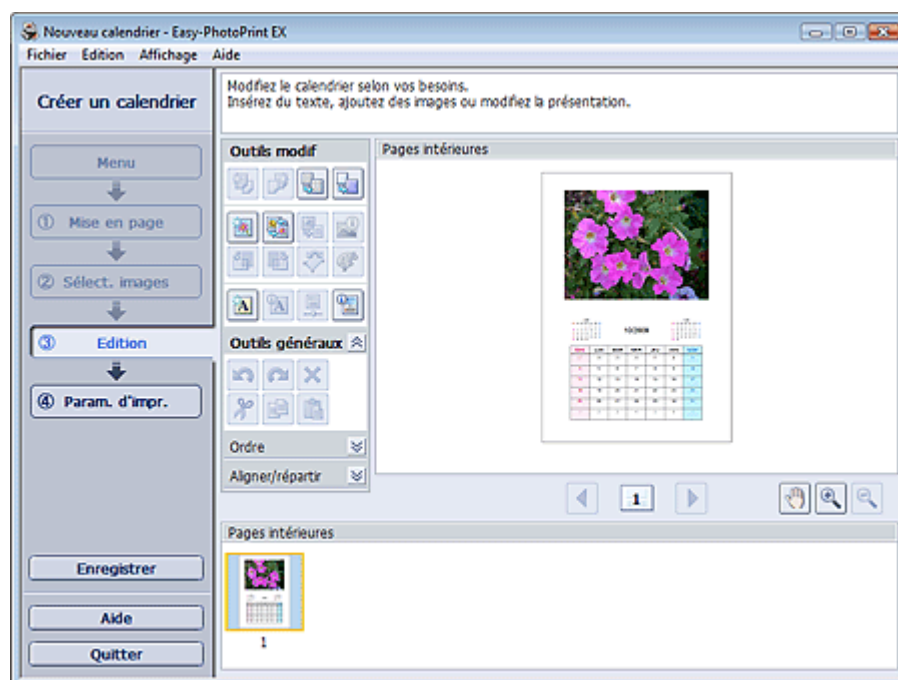 Nouveau calendrier - Easy-PhotoPrint EX
Fichier Edition Affichage Aide
Créer un calendrier
Modifiez le calendrier selon vos besoins.
Insérez du texte, ajoutez des images ou modifiez la présentation.
Menu
① Mise en page
② Sélect. images
③ Edition
④ Param. d'impr.
Enregistrer
Aide
Quitter
Outils modif
Outils généraux
Ordre
Aligner/répartir
Pages intérieures
10/2009
1
Pages intérieures
1